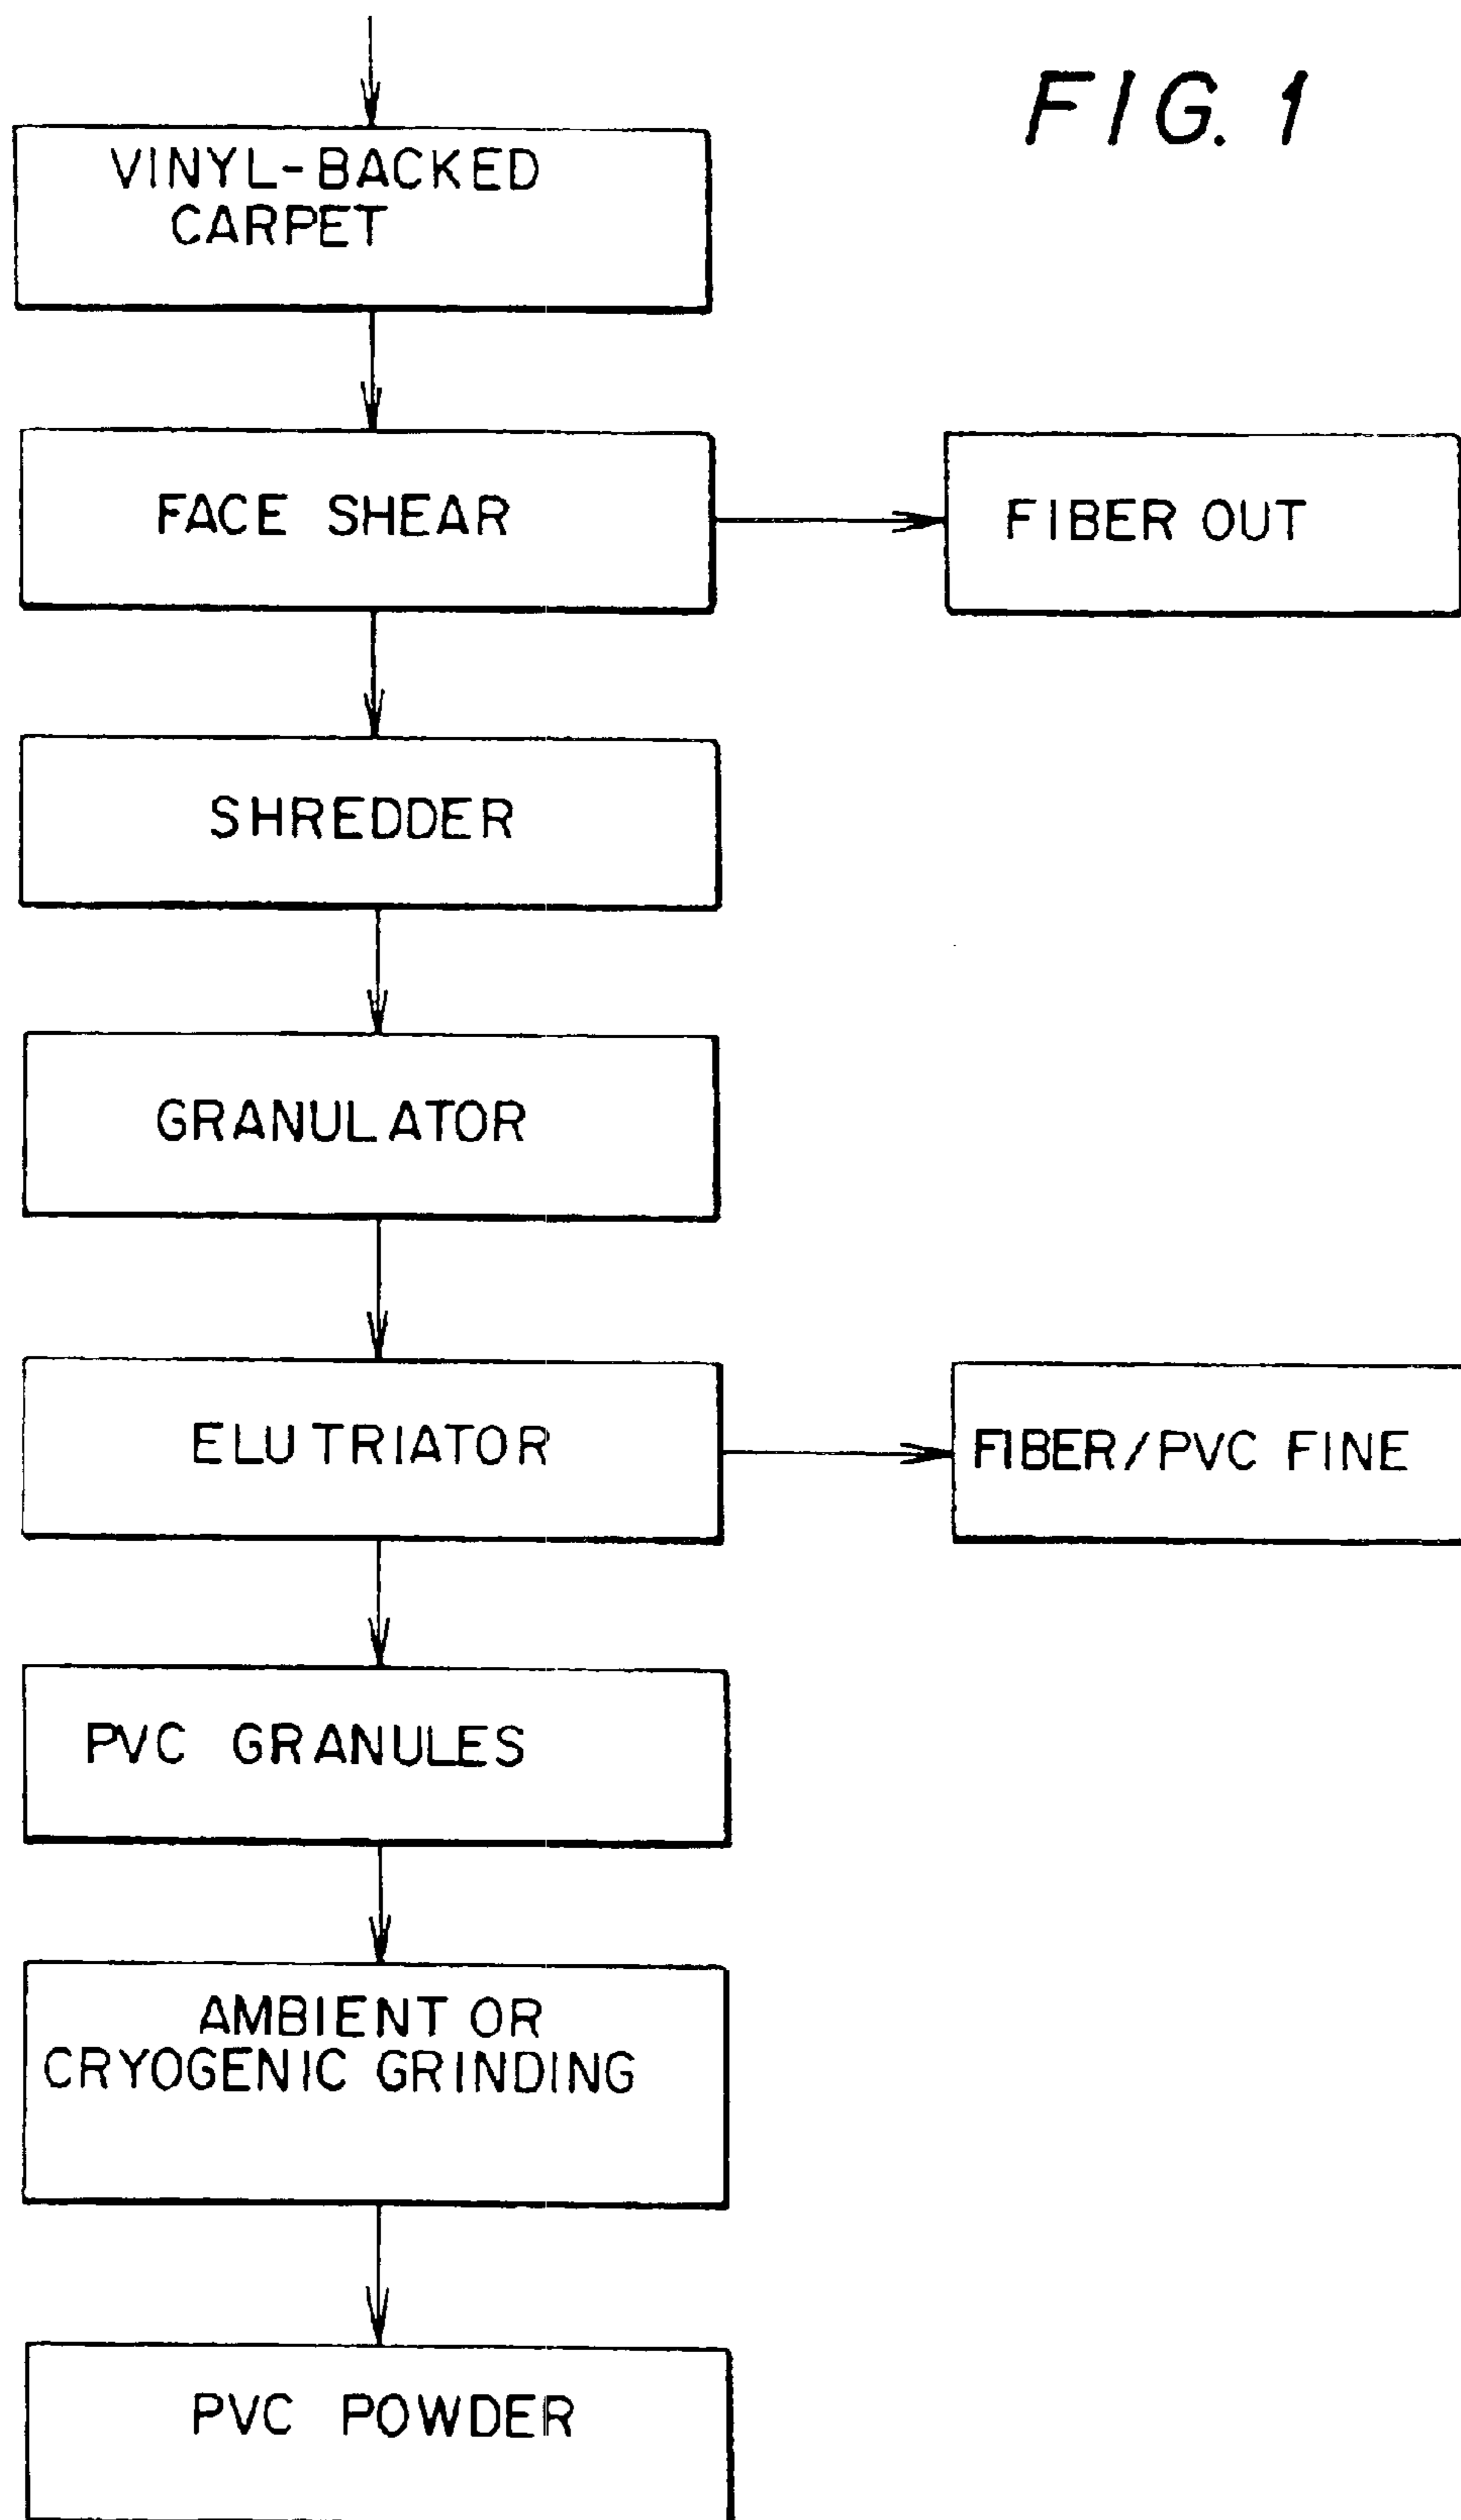 FIG. 1
VINYL-BACKED
CARPET
FACE SHEAR
FIBER OUT
SHREDDER
GRANULATOR
ELUTRIATOR
FIBER/PVC FINE
PVC GRANULES
AMBIENT OR
CRYOGENIC GRINDING
PVC POWDER